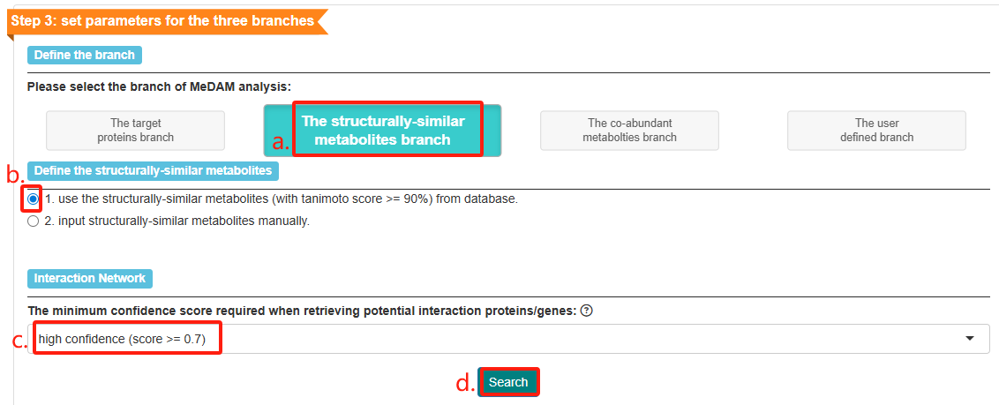 Step 3: set parameters for the three branches
Define the branch
Please select the branch of MeDAM analysis:
The target
proteins branch
a.
The structurally-similar
metabolites branch
The co-abundant
metabolties branch
The user
defined branch
b.
Define the structurally-similar metabolites
1. use the structurally-similar metabolites (with tanimoto score >= 90%) from database.
2. input structurally-similar metabolites manually.
Interaction Network
The minimum confidence score required when retrieving potential interaction proteins/genes: ?
c.
high confidence (score >= 0.7)
d.
Search